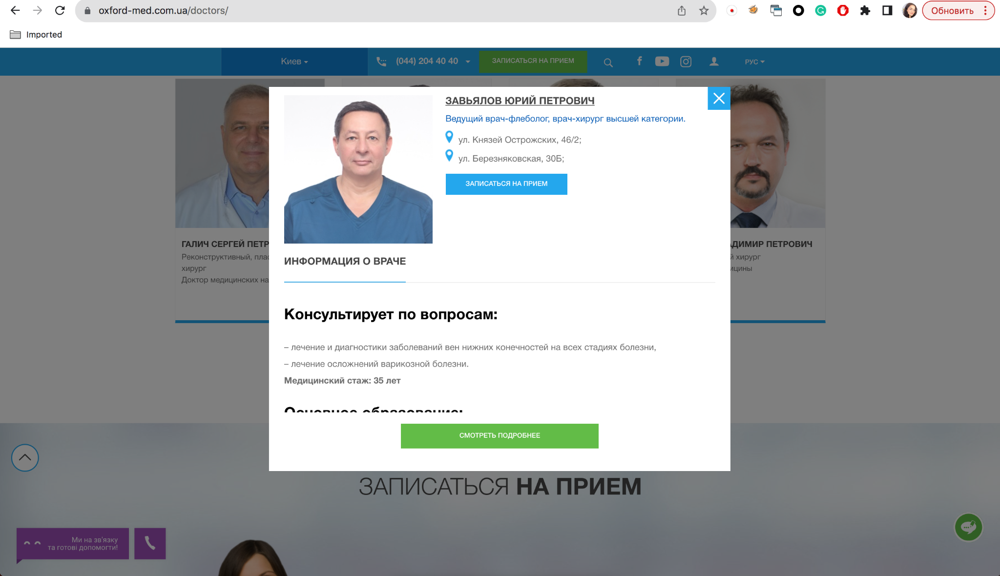 oxford-med.com.ua/doctors/
Обновить
Imported
Киев
(044) 204 40 40
ЗАПИСАТЬСЯ НА ПРИЕМ
РУС
ЗАВЬЯЛОВ ЮРИЙ ПЕТРОВИЧ
Ведущий врач-флеболог, врач-хирург высшей категории.
ул. Князей Острожских, 46/2;
ул. Березняковская, 30Б;
ЗАПИСАТЬСЯ НА ПРИЕМ
ГАЛИЧ СЕРГЕЙ ПЕТР
Реконструктивный, плас
хирург
Доктор медицинских на
АДИМИР ПЕТРОВИЧ
й хирург
ицины
ИНФОРМАЦИЯ О ВРАЧЕ
Консультирует по вопросам:
– лечение и диагностики заболеваний вен нижних конечностей на всех стадиях болезни,
– лечение осложнений варикозной болезни.
Медицинский стаж: 35 лет
Основное образование:
СМОТРЕТЬ ПОДРОБНЕЕ
ЗАПИСАТЬСЯ НА ПРИЕМ
Ми на зв'язку
та готові допомогти!